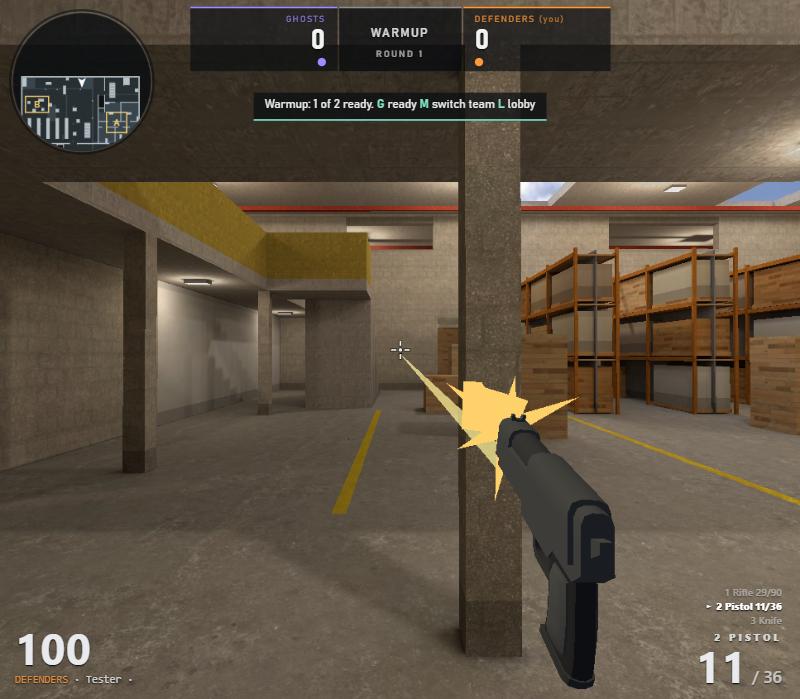 GHOSTS
0
WARMUP
ROUND 1
DEFENDERS (you)
0
Warmup: 1 of 2 ready. G ready M switch team L lobby
B
A
1 Rifle 29/90
▸ 2 Pistol 11/36
3 Knife
2 PISTOL
11 / 36
100
DEFENDERS · Tester ·